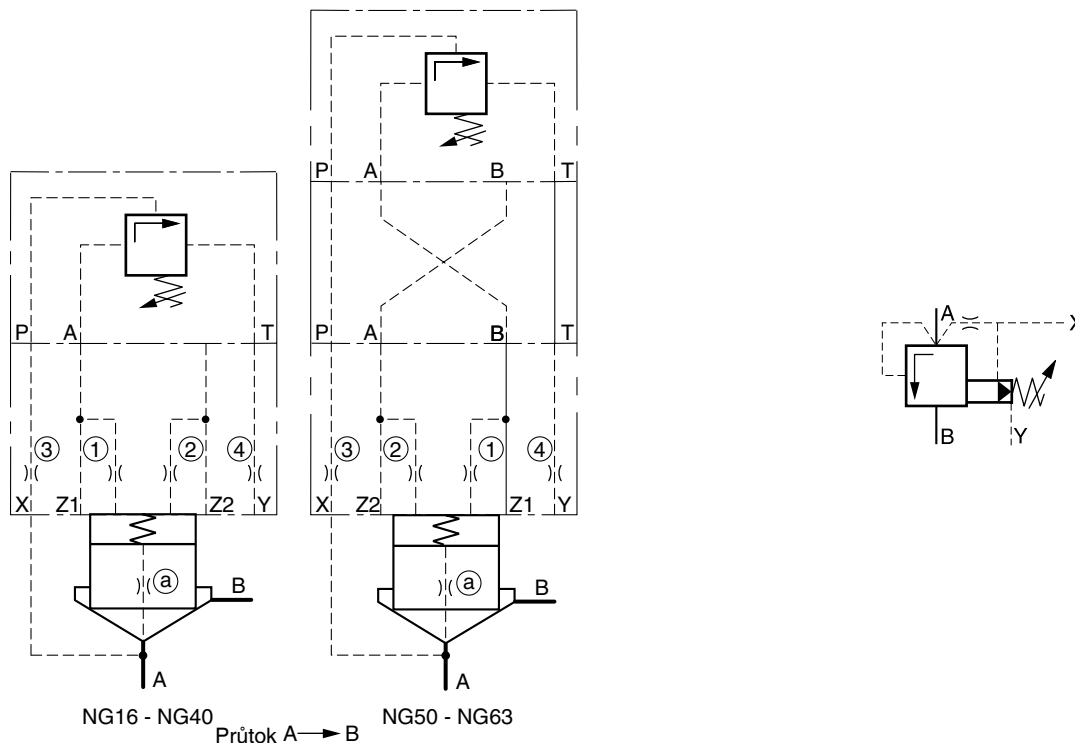 P A B T
P A T P A B T
3 1 2 4 3 2 1 4
X Z1 Z2 Y X Z2 Z1 Y
a B a B
A A
NG16 - NG40 NG50 - NG63
Průtok A B
A X
B Y